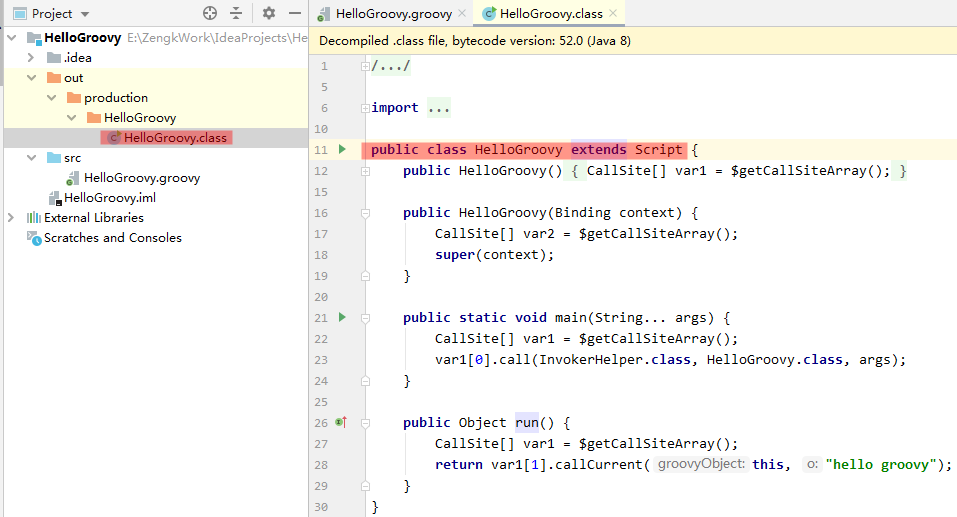 Project
HelloGroovy E:\ZengkWork\IdeaProjects\He
.idea
out
production
HelloGroovy
HelloGroovy.class
src
HelloGroovy.groovy
HelloGroovy.iml
External Libraries
Scratches and Consoles
HelloGroovy.groovy HelloGroovy.class
Decompiled .class file, bytecode version: 52.0 (Java 8)
1 /.../
5
6 import ...
10
11 public class HelloGroovy extends Script {
12 public HelloGroovy() { CallSite[] var1 = $getCallSiteArray(); }
15
16 public HelloGroovy(Binding context) {
17 CallSite[] var2 = $getCallSiteArray();
18 super(context);
19 }
20
21 public static void main(String... args) {
22 CallSite[] var1 = $getCallSiteArray();
23 var1[0].call(InvokerHelper.class, HelloGroovy.class, args);
24 }
25
26 public Object run() {
27 CallSite[] var1 = $getCallSiteArray();
28 return var1[1].callCurrent( groovyObject: this, o: "hello groovy");
29 }
30 }